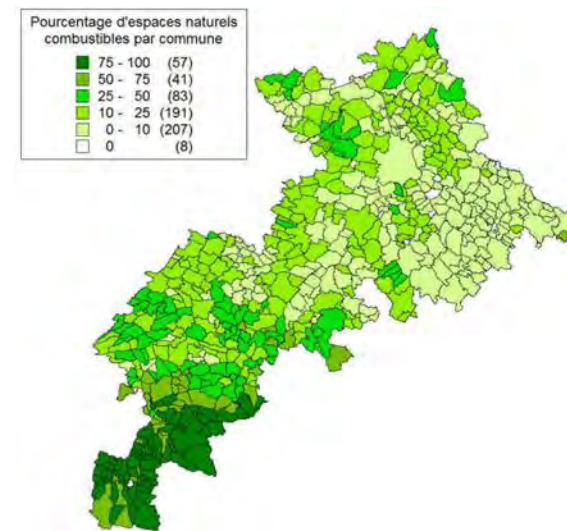 Pourcentage d'espaces naturels
combustibles par commune
75 - 100 (57)
50 - 75 (41)
25 - 50 (83)
10 - 25 (191)
0 - 10 (207)
0 (8)